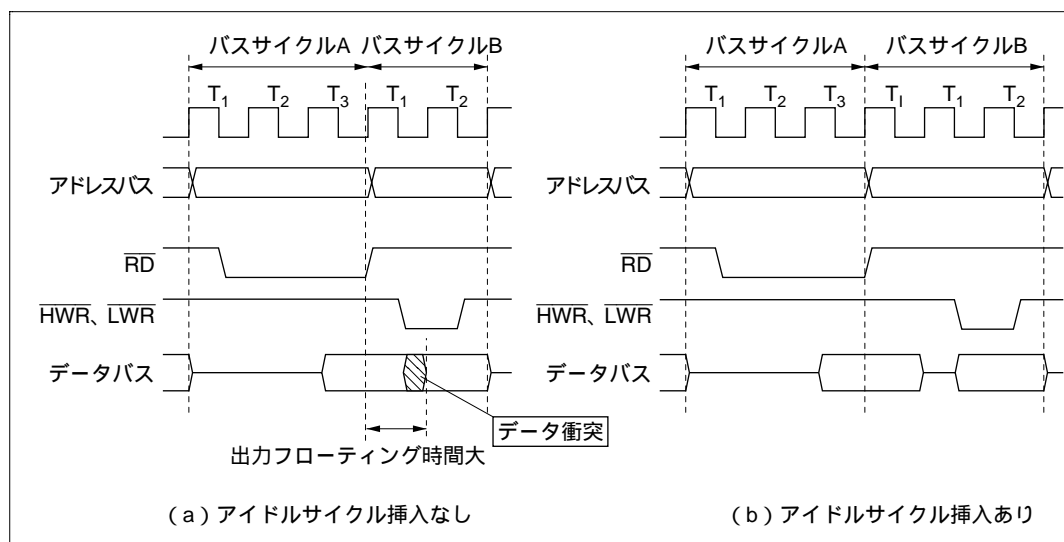 バスサイクルA バスサイクルB
T1 T2 T3 T1 T2
アドレスバス
RD
HWR、LWR
データバス
データ衝突
出力フローティング時間大
（a）アイドルサイクル挿入なし
バスサイクルA バスサイクルB
T1 T2 T3 TI T1 T2
アドレスバス
RD
HWR、LWR
データバス
（b）アイドルサイクル挿入あり